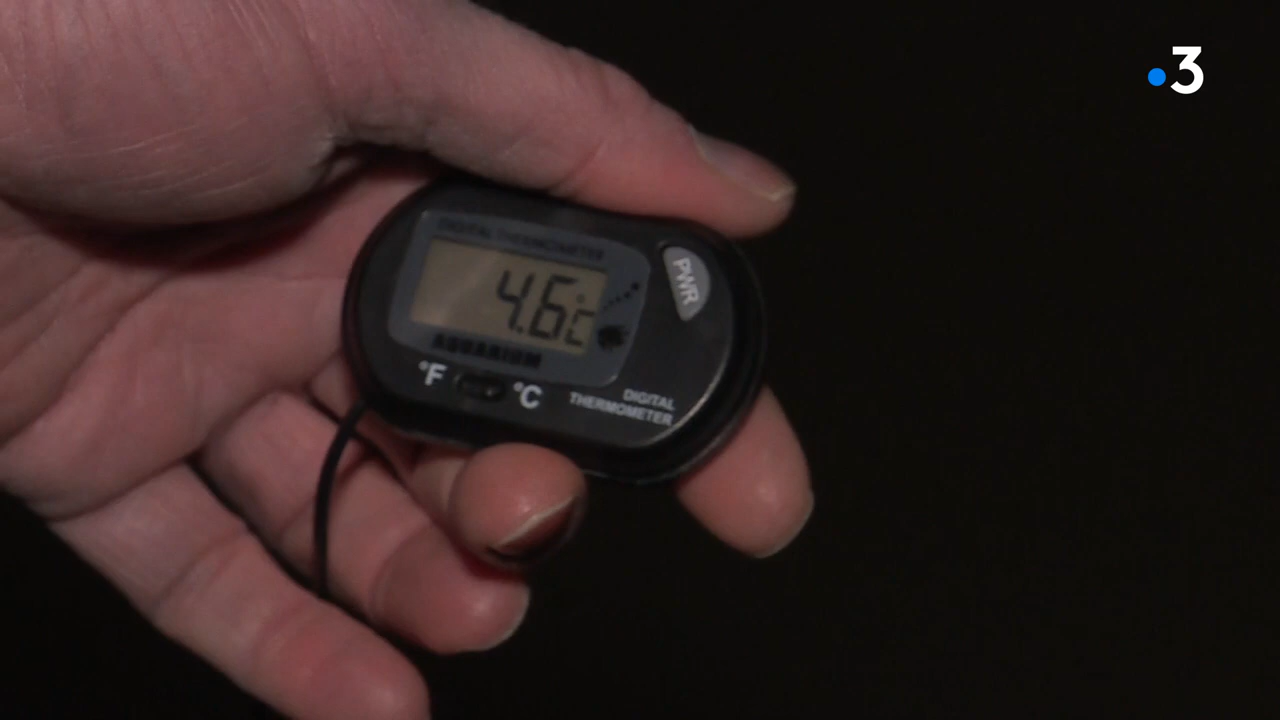 3
DIGITAL THERMOMETER
PWR
4.6°C
AQUARIUM
°F °C
DIGITAL
THERMOMETER